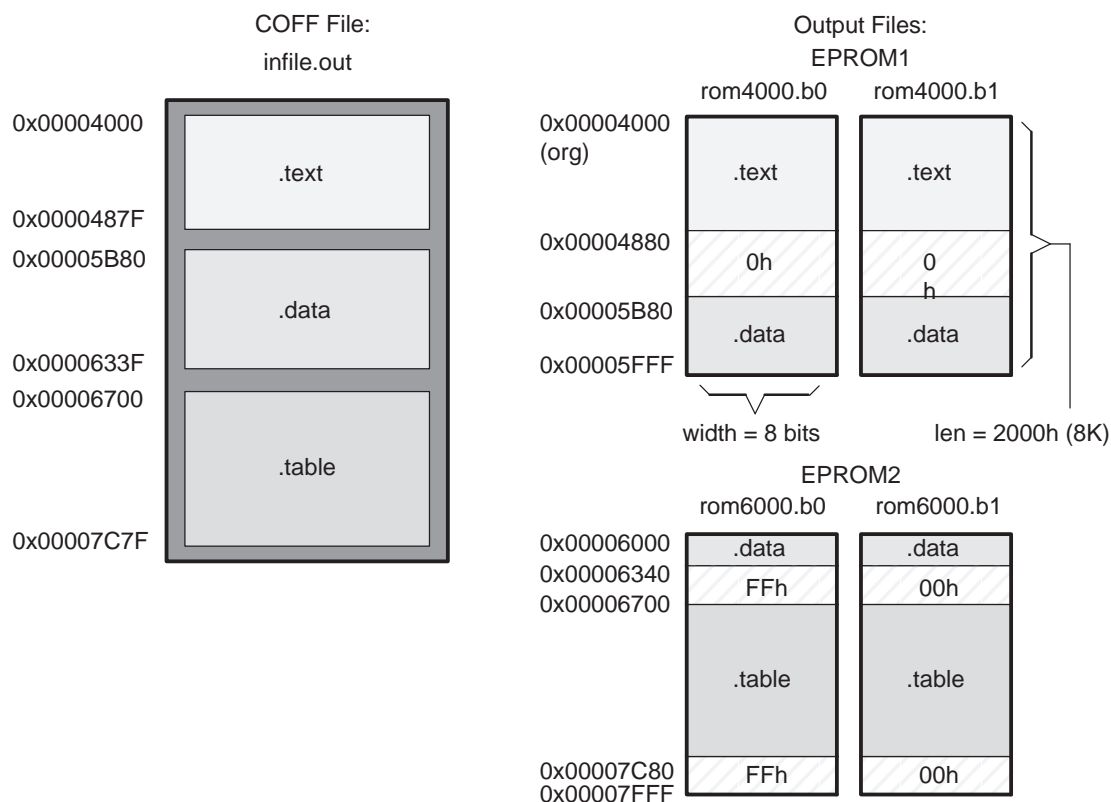 COFF File:
infile.out
0x00004000
.text
0x0000487F
0x00005B80
.data
0x0000633F
0x00006700
.table
0x00007C7F
Output Files:
EPROM1
rom4000.b0 rom4000.b1
0x00004000
(org)
.text .text
0x00004880
0h 0
h
0x00005B80
.data .data
0x00005FFF
width = 8 bits len = 2000h (8K)
EPROM2
rom6000.b0 rom6000.b1
0x00006000
.data .data
0x00006340
FFh 00h
0x00006700
.table .table
0x00007C80
FFh 00h
0x00007FFF